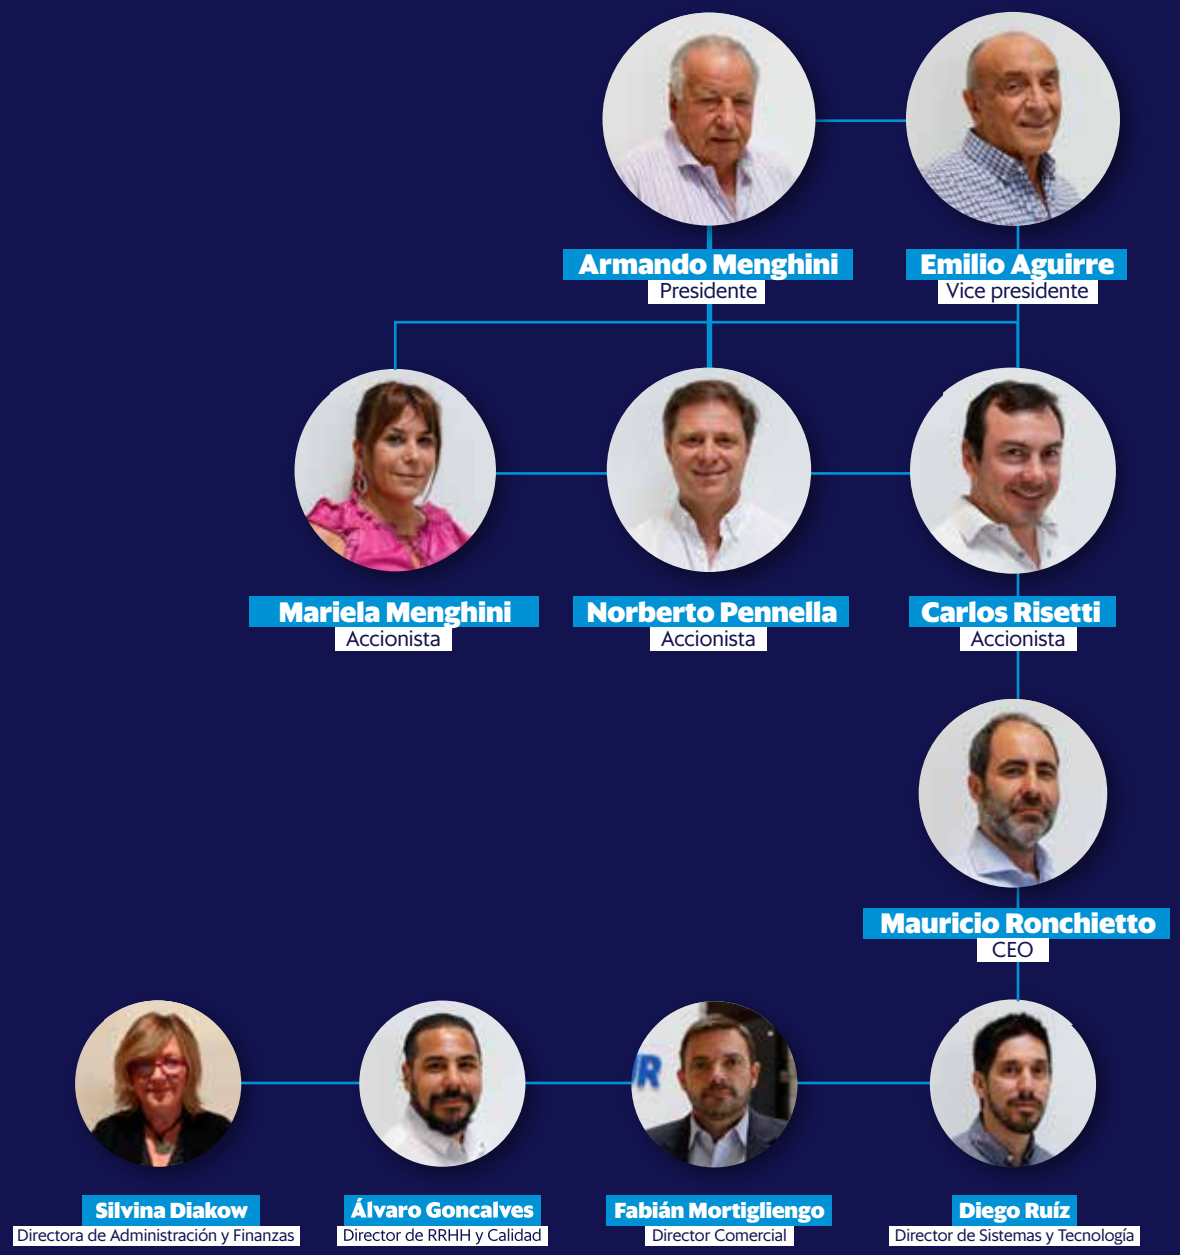 Armando Menghini
Presidente
Emilio Aguirre
Vice presidente
Mariela Menghini
Accionista
Norberto Pennella
Accionista
Carlos Risetti
Accionista
Mauricio Ronchietto
CEO
R
Silvina Diakow
Directora de Administración y Finanzas
Álvaro Goncalves
Director de RRHH y Calidad
Fabián Mortigliengo
Director Comercial
Diego Ruíz
Director de Sistemas y Tecnología